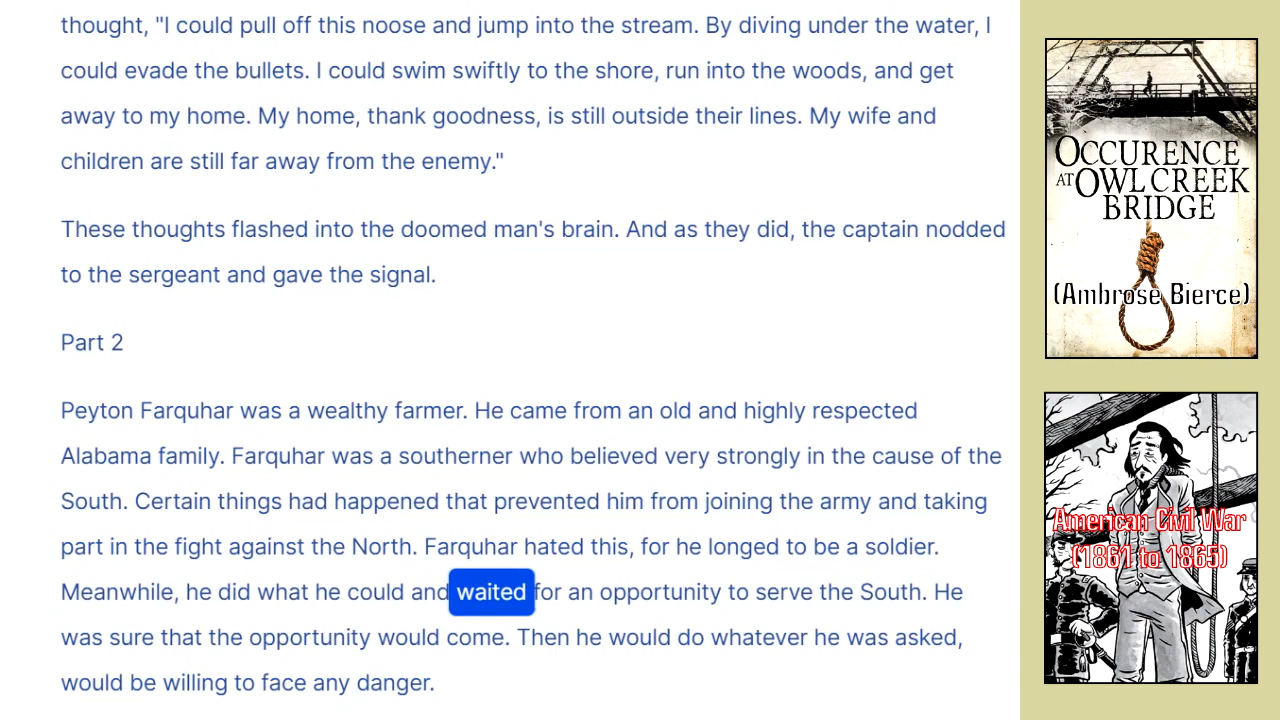 thought, "I could pull off this noose and jump into the stream. By diving under the water, I
could evade the bullets. I could swim swiftly to the shore, run into the woods, and get
away to my home. My home, thank goodness, is still outside their lines. My wife and
children are still far away from the enemy."
These thoughts flashed into the doomed man's brain. And as they did, the captain nodded
to the sergeant and gave the signal.
Part 2
Peyton Farquhar was a wealthy farmer. He came from an old and highly respected
Alabama family. Farquhar was a southerner who believed very strongly in the cause of the
South. Certain things had happened that prevented him from joining the army and taking
part in the fight against the North. Farquhar hated this, for he longed to be a soldier.
Meanwhile, he did what he could and waited for an opportunity to serve the South. He
was sure that the opportunity would come. Then he would do whatever he was asked,
would be willing to face any danger.
OCCURENCE
AT OWL CREEK
BRIDGE
(Ambrose Bierce)
American Civil War
(1861 to 1865)